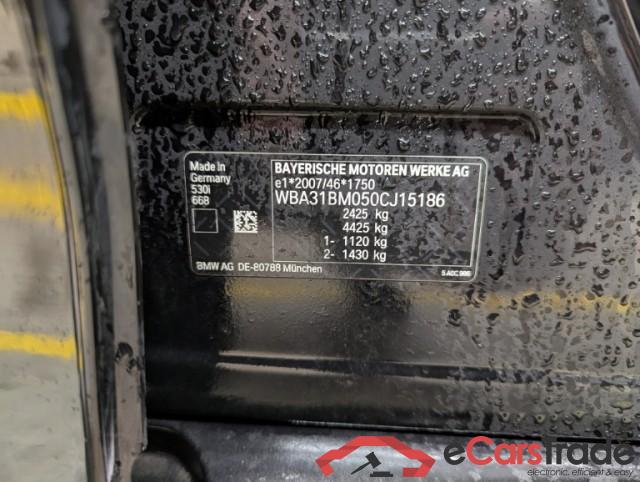 Made in
Germany
530i
668
BAYERISCHE MOTOREN WERKE AG
e1*2007/46*1750
WBA31BM050CJ15186
2425 kg
4425 kg
1- 1120 kg
2- 1430 kg
BMW AG DE-80788 München
eCarstrade
electronic, efficient & easy